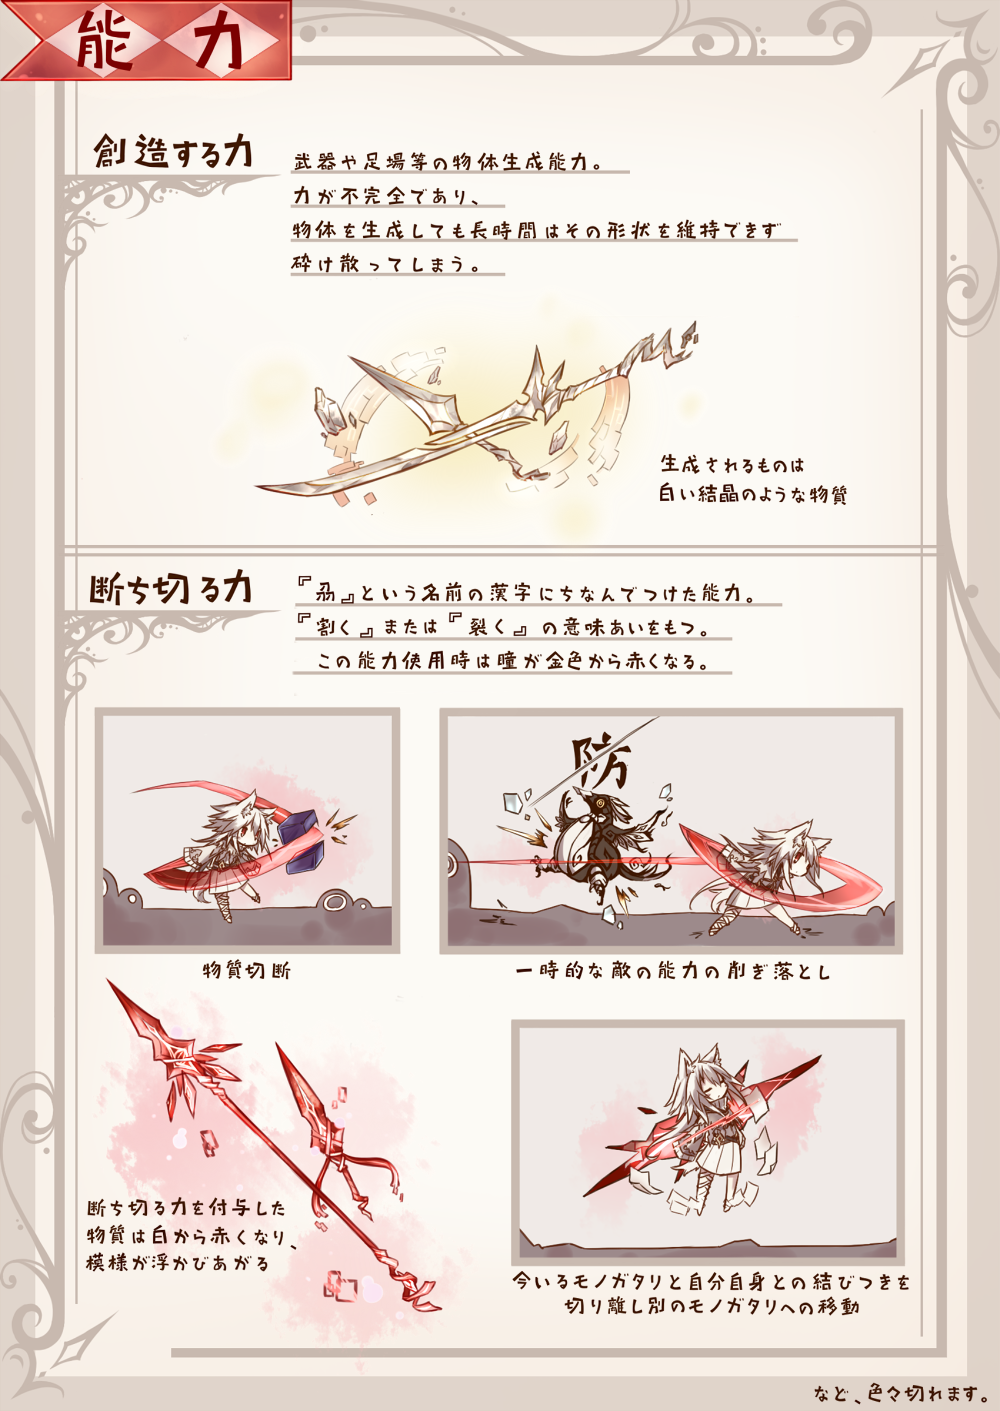 能力
創造する力
武器や足場等の物体生成能力。
力が不完全であり、
物体を生成しても長時間はその形状を維持できず
砕け散ってしまう。
生成されるものは
白い結晶のような物質
断ち切る力
『刕』という名前の漢字にちなんでつけた能力。
『割く』または『裂く』の意味あいをもつ。
この能力使用時は瞳が金色から赤くなる。
防
物質切断
一時的な敵の能力の削ぎ落とし
断ち切る力を付与した
物質は白から赤くなり、
模様が浮かびあがる
今いるモノガタリと自分自身との結びつきを
切り離し別のモノガタリへの移動
など、色々切れます。